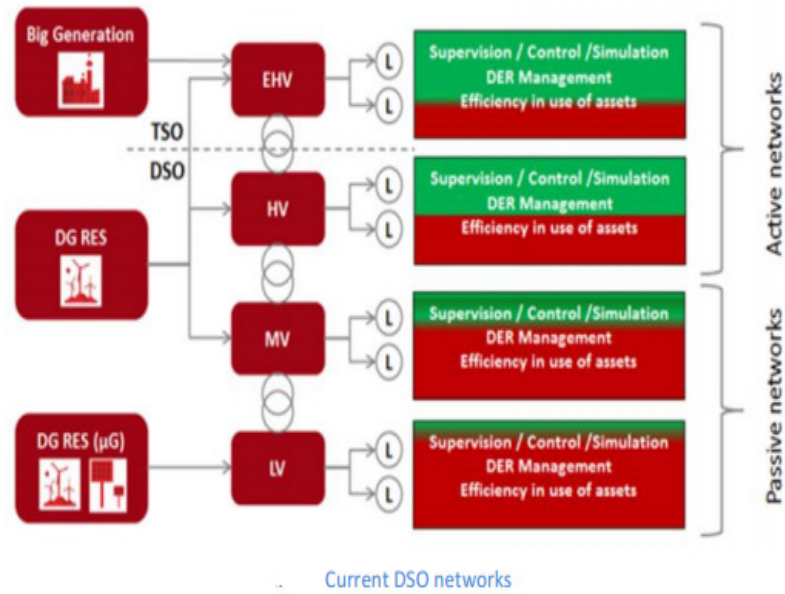 Big Generation
EHV
L
L
Supervision / Control /Simulation
DER Management
Efficiency in use of assets
TSO
DSO
DG RES
HV
L
L
Supervision / Control /Simulation
DER Management
Efficiency in use of assets
Active networks
MV
L
L
Supervision / Control /Simulation
DER Management
Efficiency in use of assets
DG RES (µG)
LV
L
L
Supervision / Control /Simulation
DER Management
Efficiency in use of assets
Passive networks
Current DSO networks